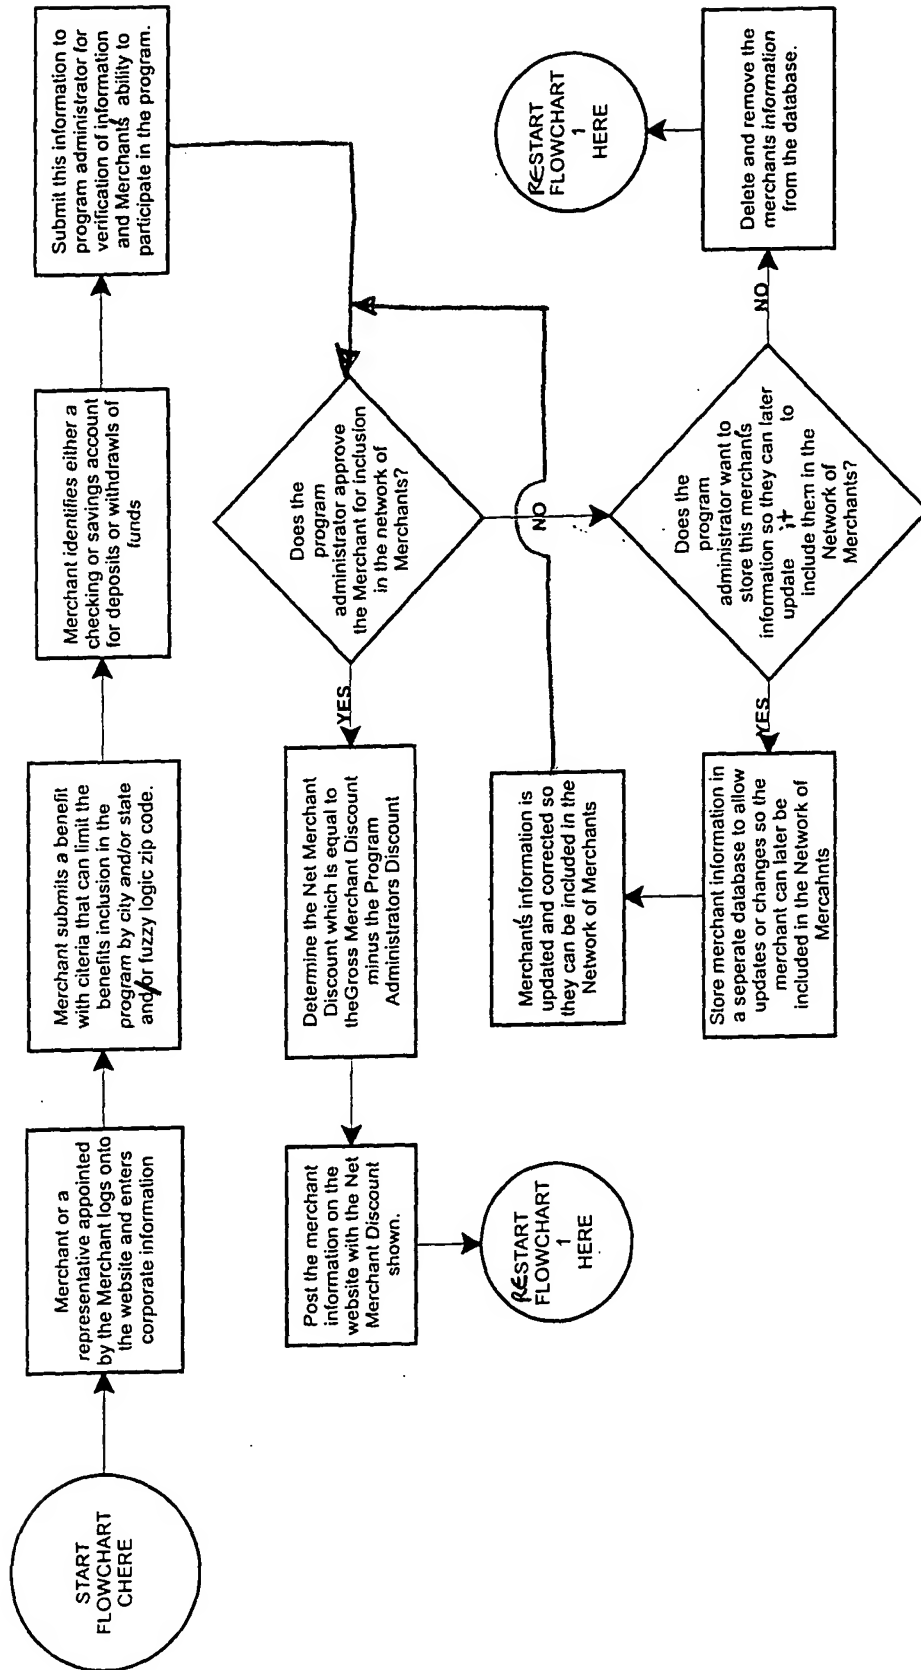 START
FLOWCHART
CHERE
Merchant or a
representative appointed
by the Merchant logs onto
the website and enters
corporate information
Merchant submits a benefit
with citeria that can limit the
benefits inclusion in the
program by city and/or state
and/or fuzzy logic zip code.
Merchant identifies either a
checking or savings account
for deposits or withdrawls of
funds
Submit this information to
program administrator for
verification of information
and Merchant's ability to
participate in the program.
Does the
program
administrator approve
the Merchant for inclusion
in the network of
Merchants?
YES
NO
Determine the Net Merchant
Discount which is equal to
theGross Merchant Discount
minus the Program
Administrators Discount
Post the merchant
information on the
website with the Net
Merchant Discount
shown.
RESTART
FLOWCHART
1
HERE
Does the
program
administrator want to
store this merchant's
information so they can later
update it to
include them in the
Network of
Merchants?
YES
NO
Store merchant information in
a seperate database to allow
updates or changes so the
merchant can later be
included in the Network of
Mercahnts
Merchant's information is
updated and corrected so
they can be included in the
Network of Merchants
Delete and remove the
merchants information
from the database.
RESTART
FLOWCHART
1
HERE